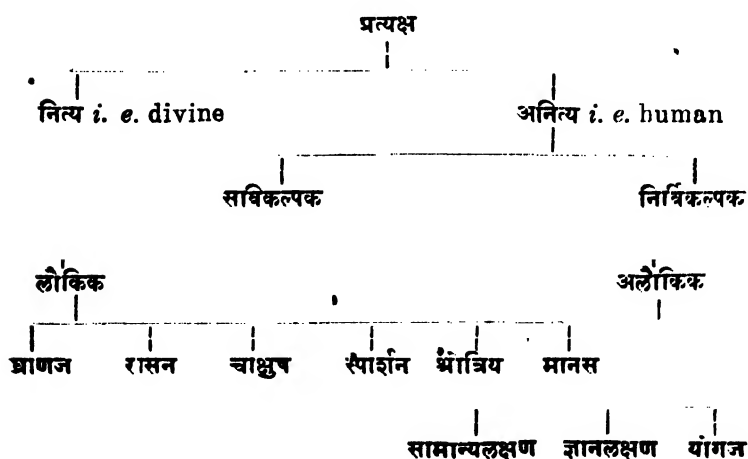 प्रत्यक्ष
नित्य i. e. divine अनित्य i. e. human
सविकल्पक निर्विकल्पक
लौकिक अलौकिक
घ्राणज रासन चाक्षुष स्पार्शन श्रोत्रिय मानस
सामान्यलक्षण ज्ञानलक्षण योगज